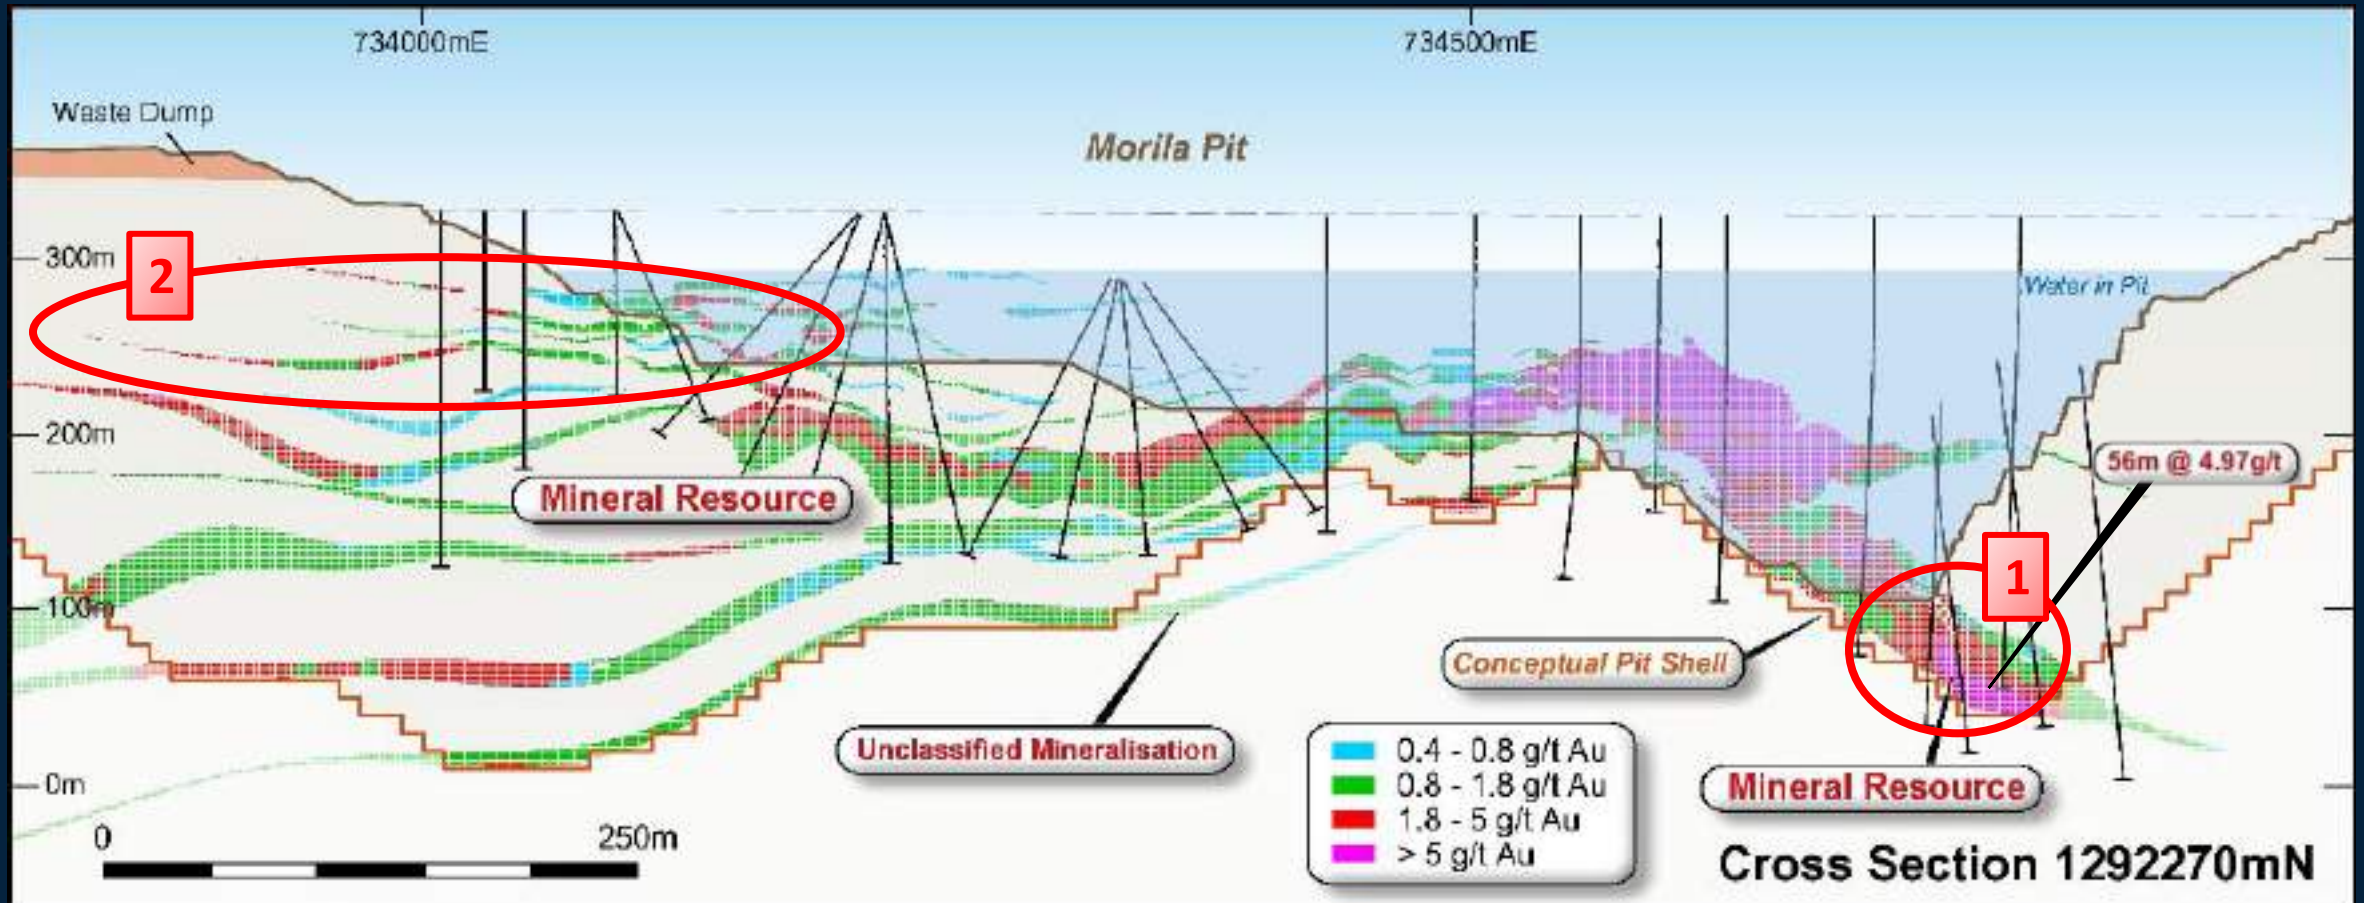 734000mE
734500mE
Waste Dump
Morila Pit
300m
2
Water in Pit
200m
56m @ 4.97g/t
Mineral Resource
1
100m
Conceptual Pit Shell
Unclassified Mineralisation
0.4 - 0.8 g/t Au
0.8 - 1.8 g/t Au
1.8 - 5 g/t Au
> 5 g/t Au
Mineral Resource
0m
0
250m
Cross Section 1292270mN